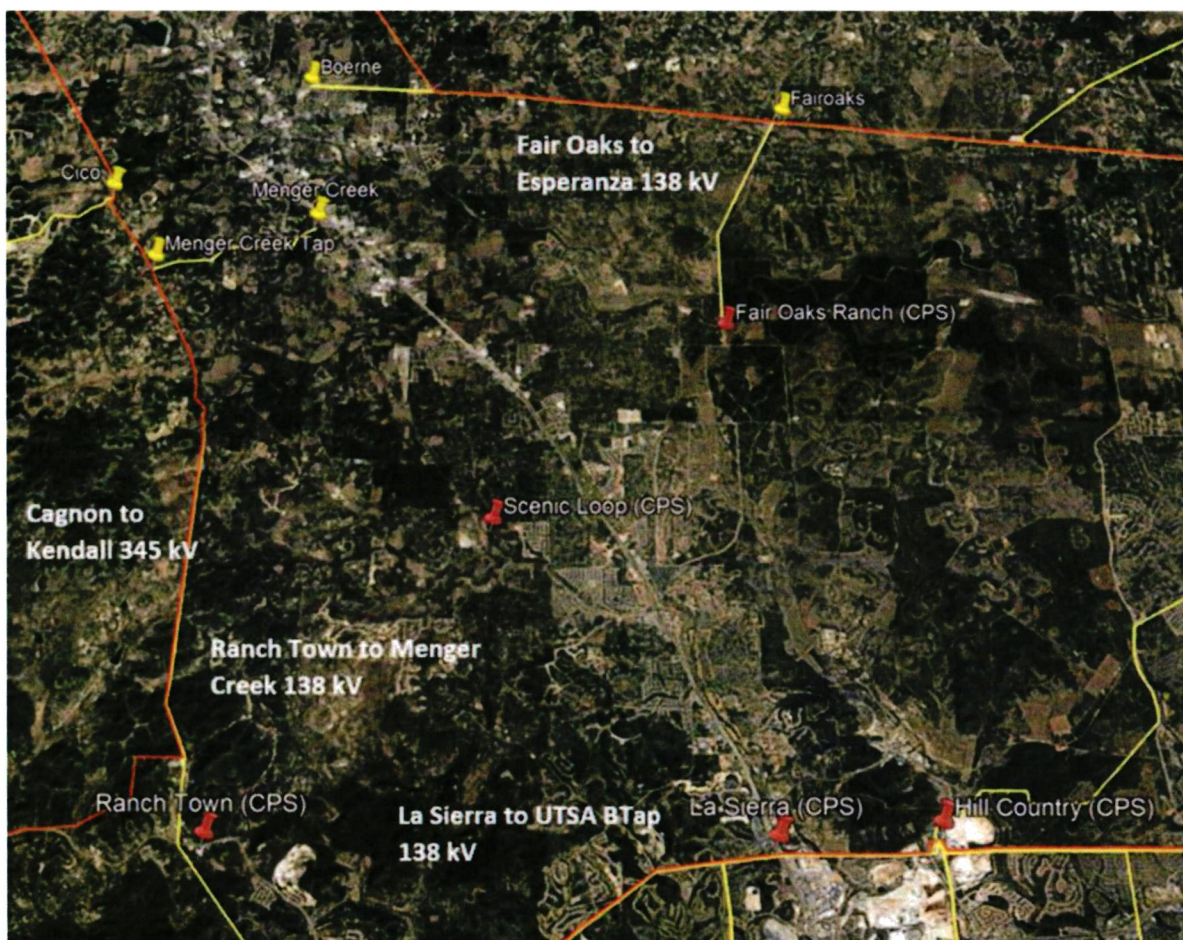 Boerne
Fairoaks
Fair Oaks to
Esperanza 138 kV
Cico
Menger Creek
Menger Creek Tap
Fair Oaks Ranch (CPS)
Scenic Loop (CPS)
Cagnon to
Kendall 345 kV
Ranch Town to Menger
Creek 138 kV
Ranch Town (CPS)
La Sierra to UTSA BTap
138 kV
La Sierra (CPS)
Hill Country (CPS)